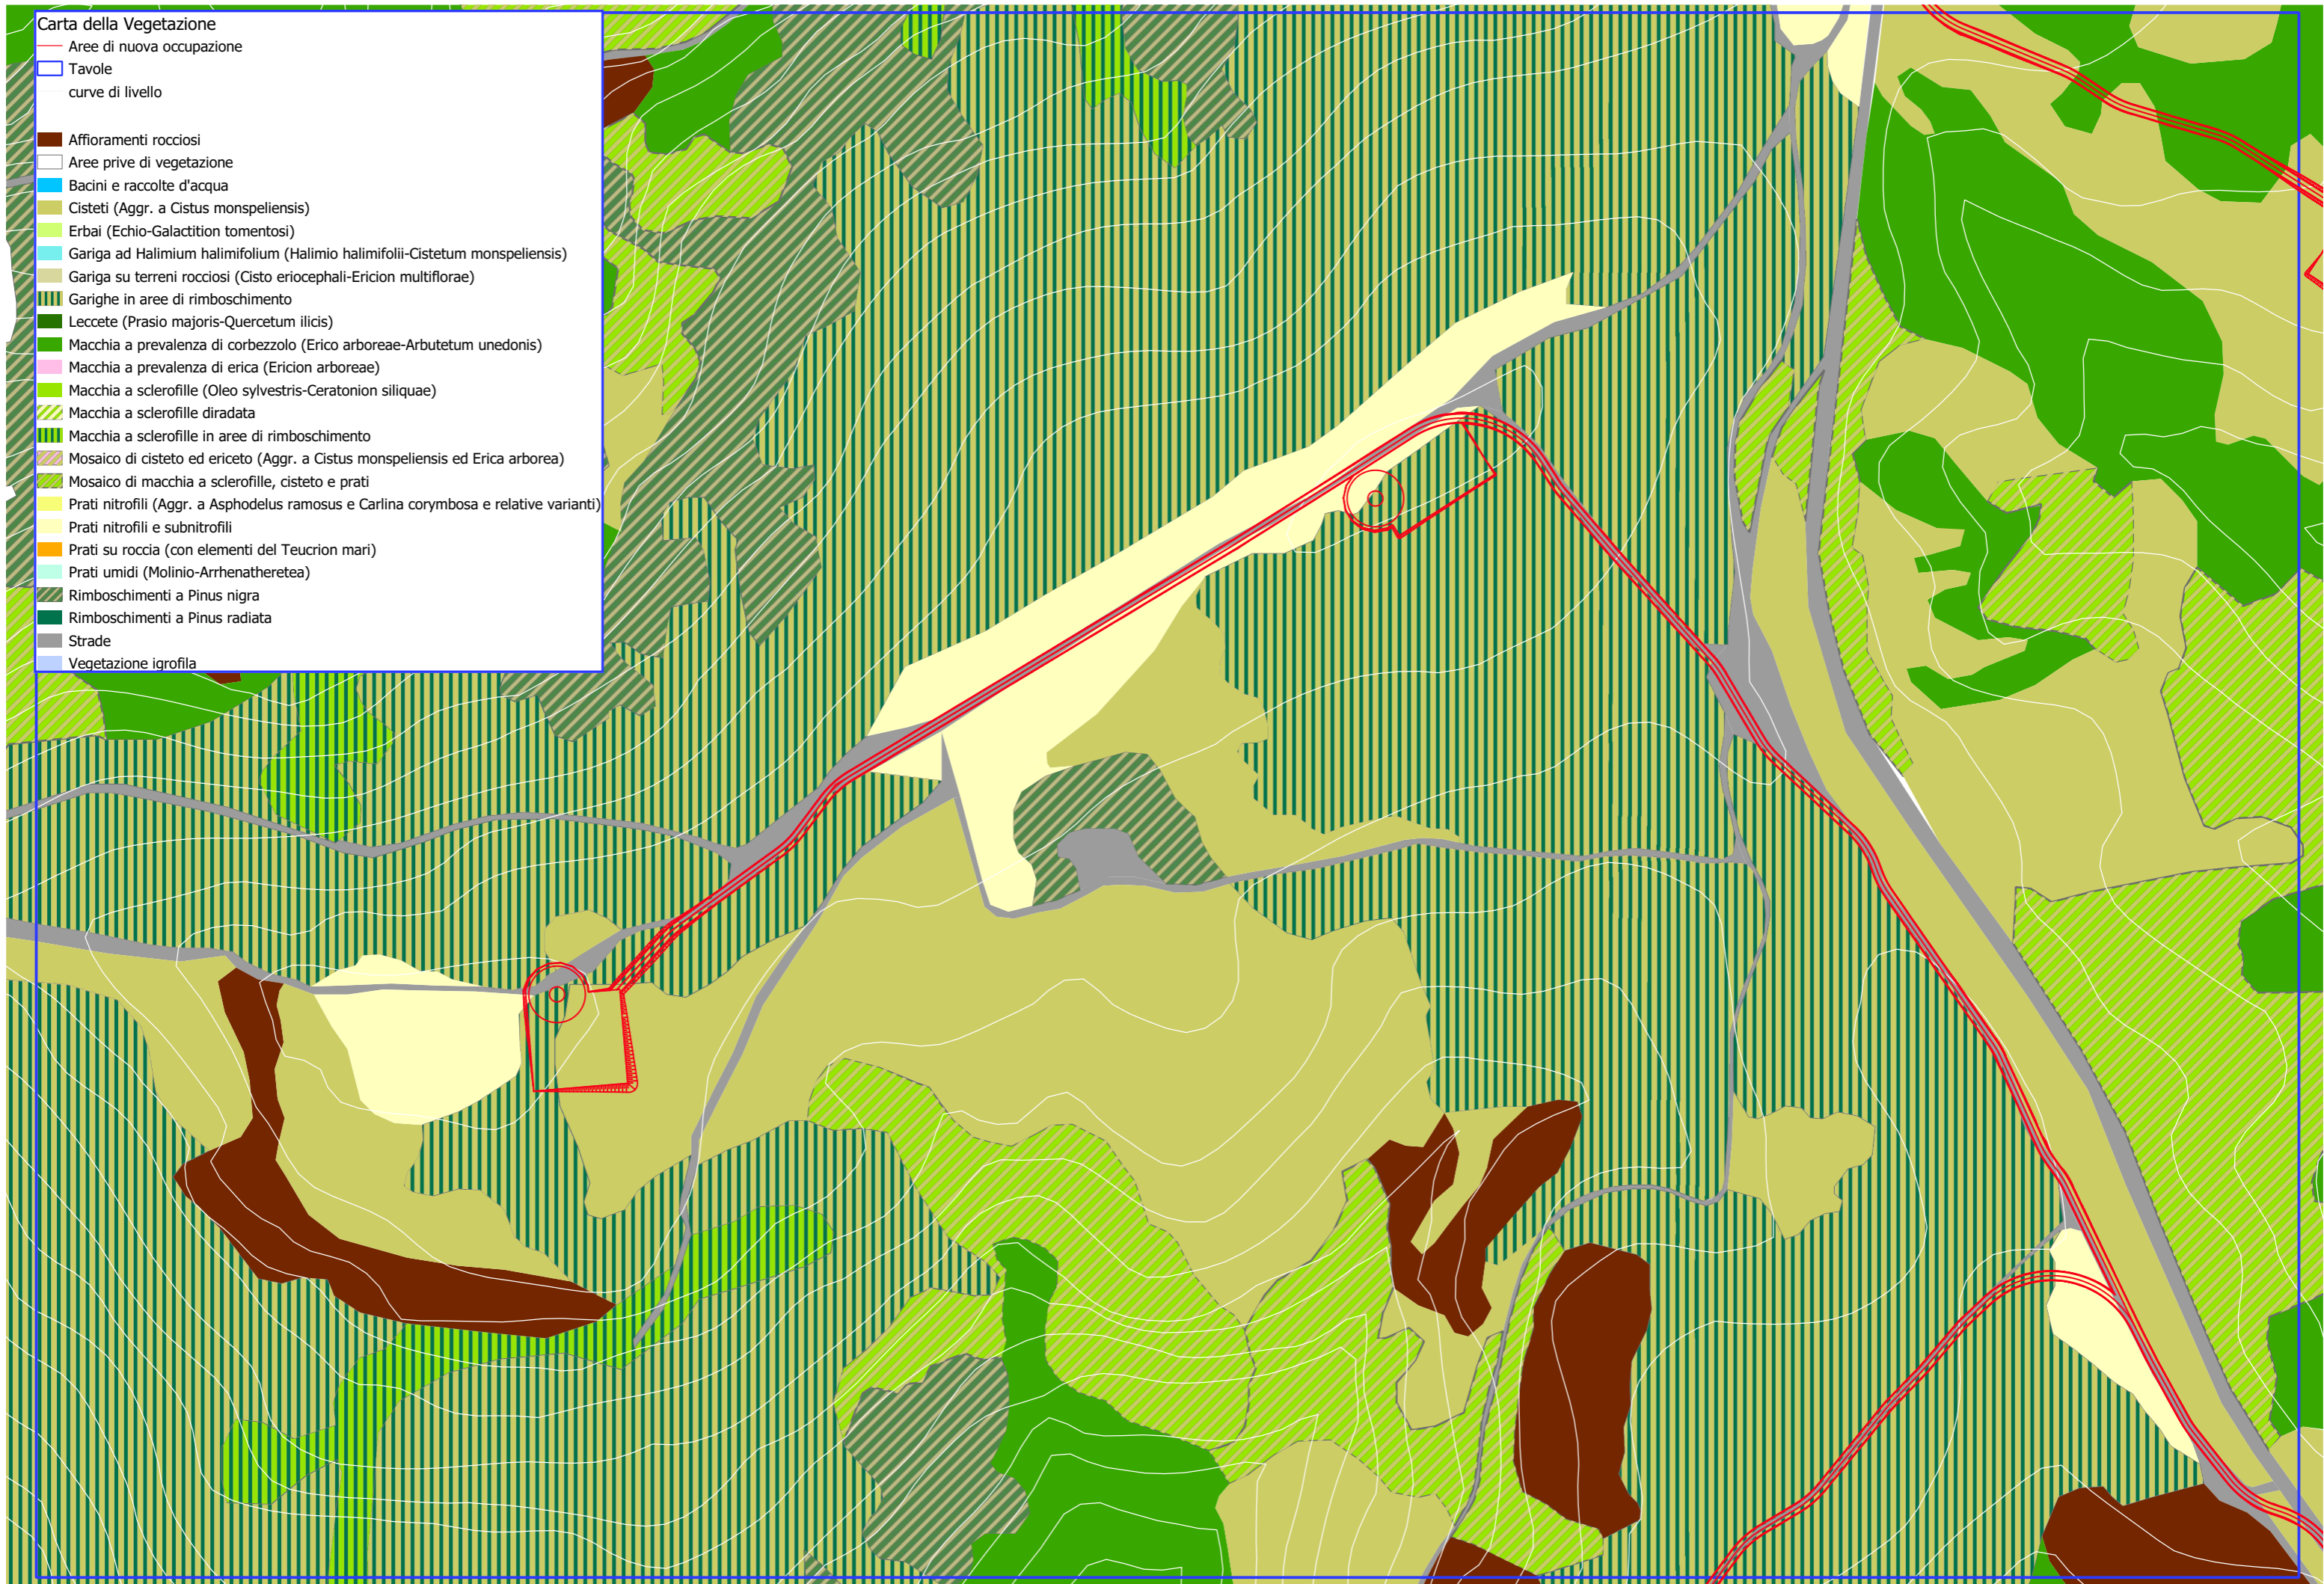 Carta della Vegetazione
Aree di nuova occupazione
Tavole
curve di livello
Affioramenti rocciosi
Aree prive di vegetazione
Bacini e raccolte d'acqua
Cisteti (Aggr. a Cistus monspeliensis)
Erbai (Echio-Galactition tomentosi)
Gariga ad Halimium halimifolium (Halimio halimifolii-Cistetum monspeliensis)
Gariga su terreni rocciosi (Cisto eriocephali-Ericion multiflorae)
Garighe in aree di rimboschimento
Leccete (Prasio majoris-Quercetum ilicis)
Macchia a prevalenza di corbezzolo (Erico arboreae-Arbutetum unedonis)
Macchia a prevalenza di erica (Ericion arboreae)
Macchia a sclerofille (Oleo sylvestris-Ceratonion siliquae)
Macchia a sclerofille diradata
Macchia a sclerofille in aree di rimboschimento
Mosaico di cisteto ed ericeto (Aggr. a Cistus monspeliensis ed Erica arborea)
Mosaico di macchia a sclerofille, cisteto e prati
Prati nitrofili (Aggr. a Asphodelus ramosus e Carlina corymbosa e relative varianti)
Prati nitrofili e subnitrofili
Prati su roccia (con elementi del Teucrion mari)
Prati umidi (Molinio-Arrhenatheretea)
Rimboschimenti a Pinus nigra
Rimboschimenti a Pinus radiata
Strade
Vegetazione igrofila